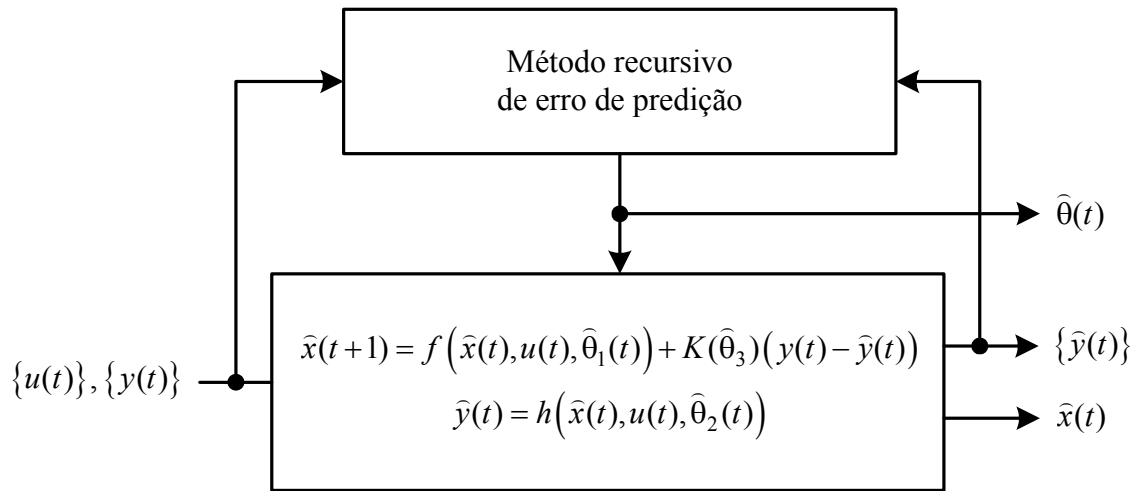 Método recursivo
de erro de predição
θ̂(t)
x̂(t+1) = f(x̂(t), u(t), θ̂₁(t)) + K(θ̂₃)(y(t) − ŷ(t))
ŷ(t) = h(x̂(t), u(t), θ̂₂(t))
{u(t)}, {y(t)}
{ŷ(t)}
x̂(t)